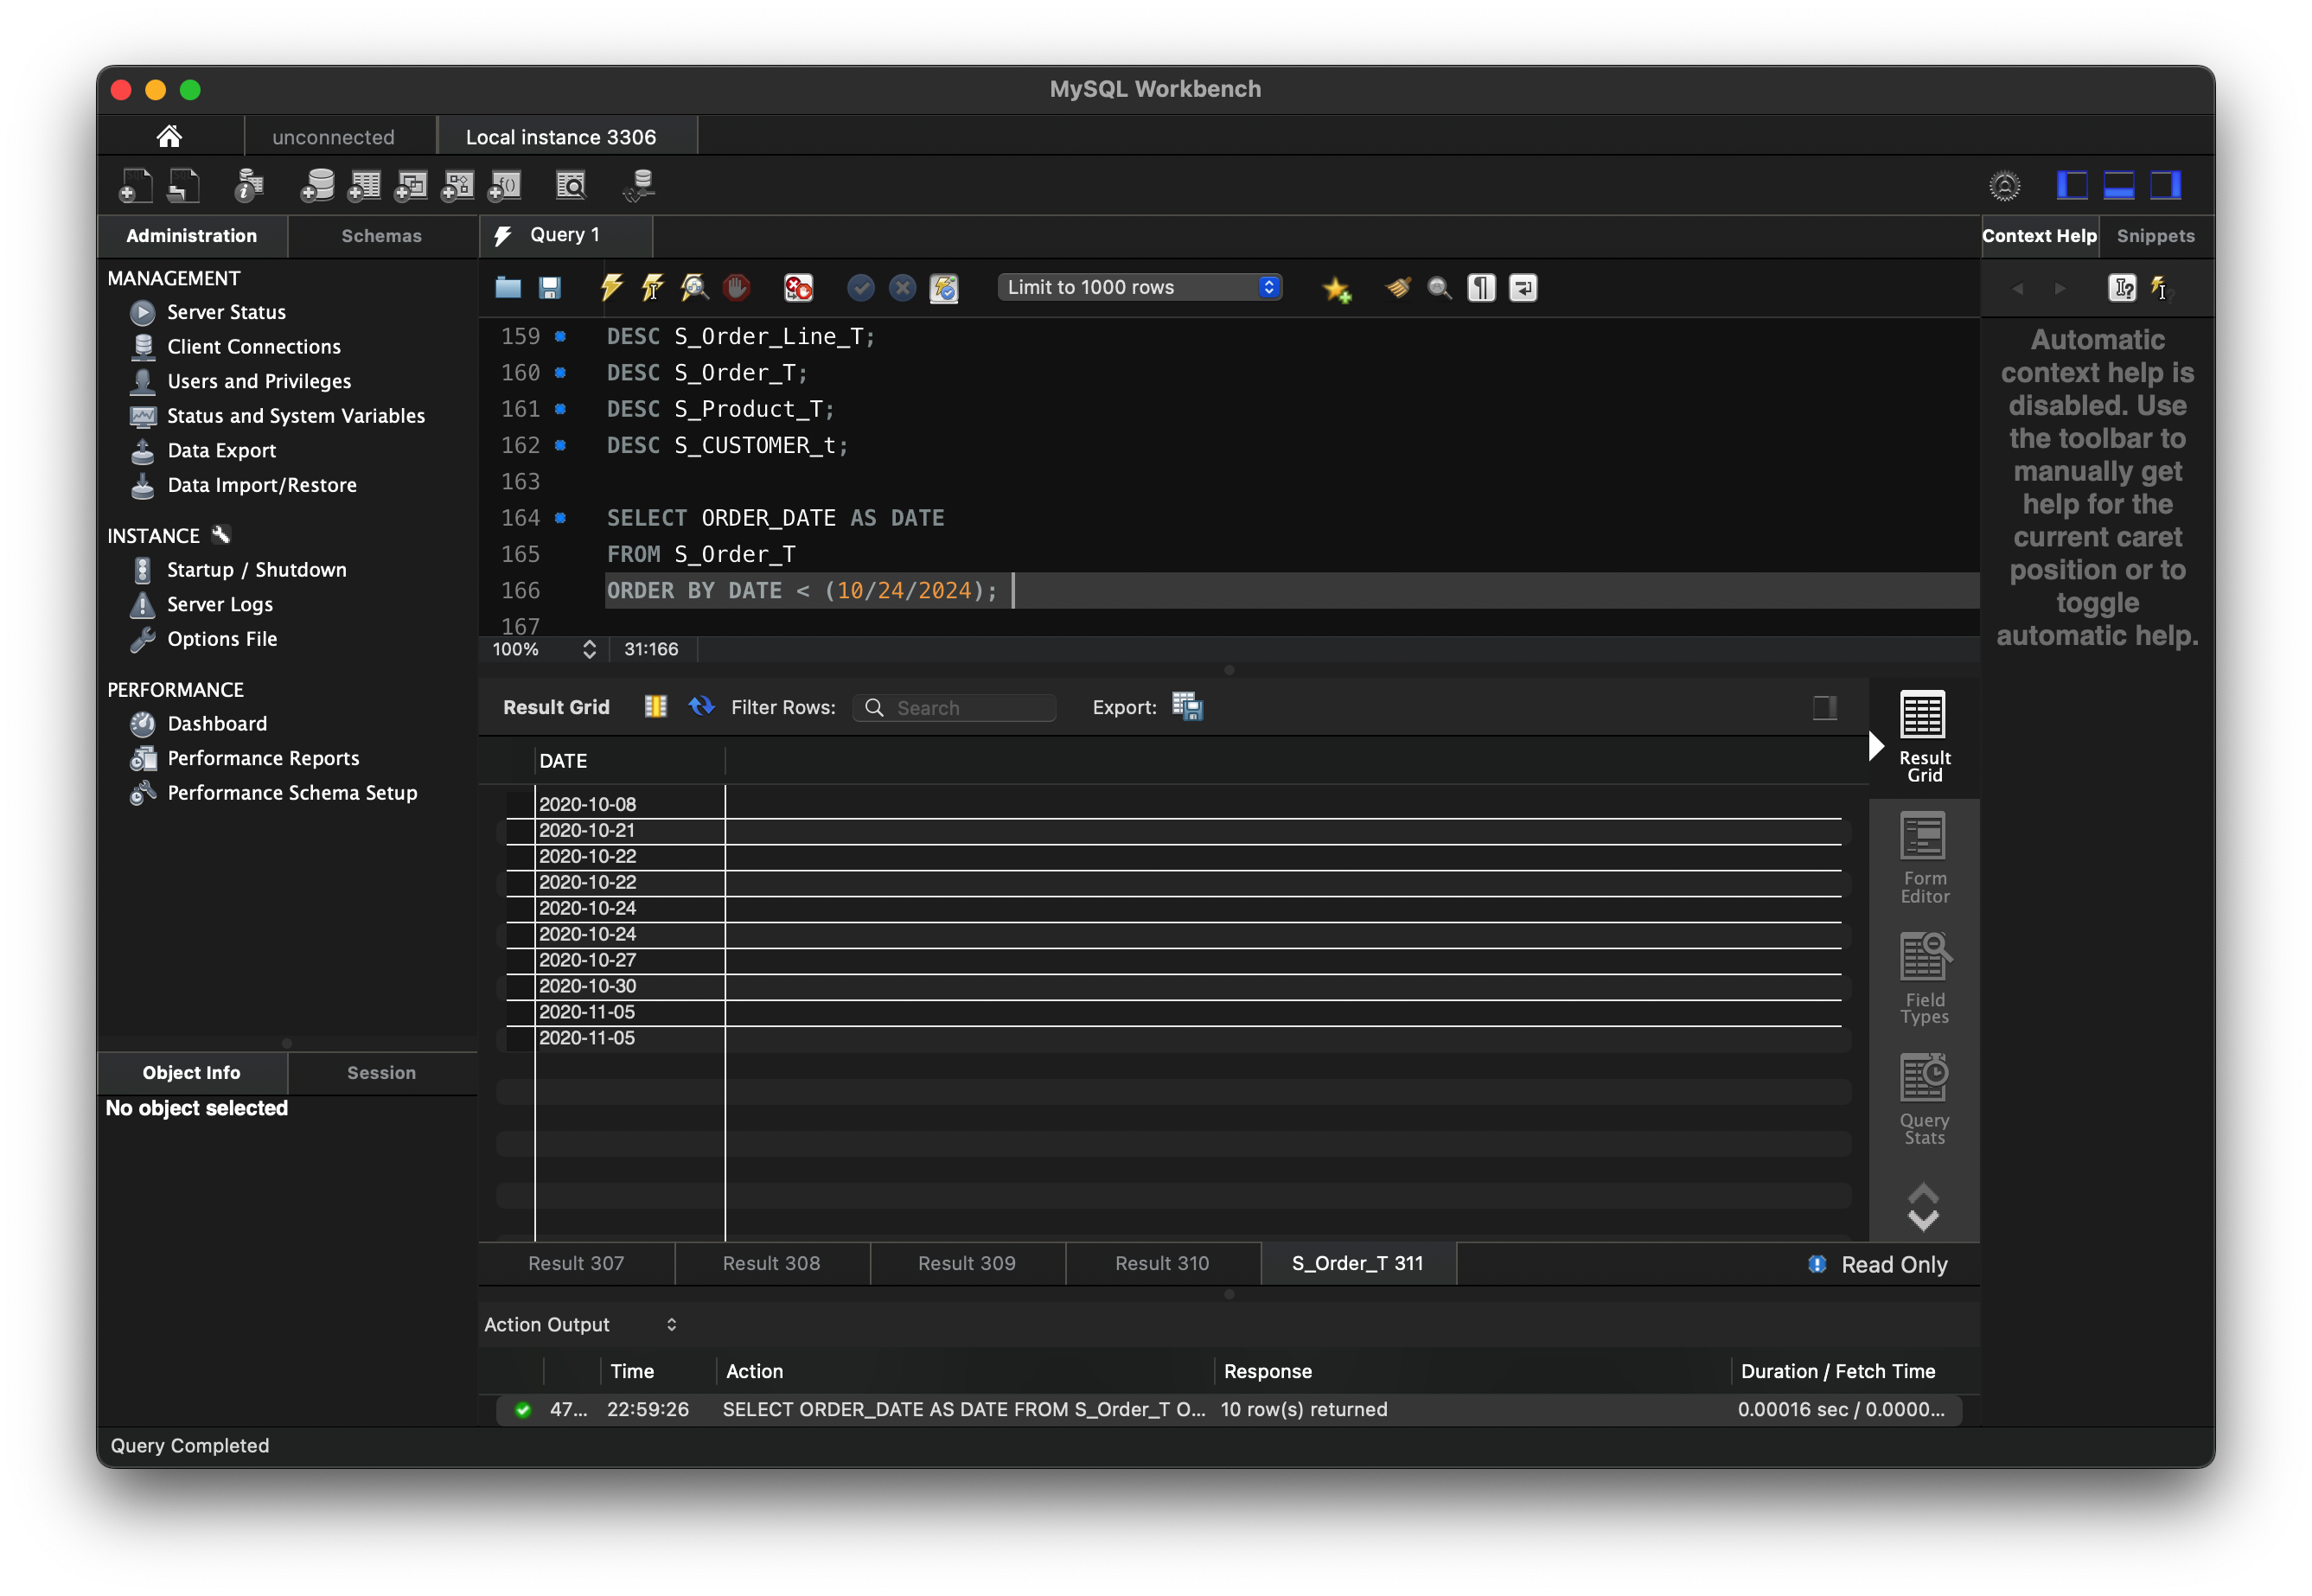 MySQL Workbench
unconnected
Local instance 3306
Administration
Schemas
MANAGEMENT
Server Status
Client Connections
Users and Privileges
Status and System Variables
Data Export
Data Import/Restore
INSTANCE
Startup / Shutdown
Server Logs
Options File
PERFORMANCE
Dashboard
Performance Reports
Performance Schema Setup
Object Info
Session
No object selected
Query 1
Limit to 1000 rows
159 DESC S_Order_Line_T;
160 DESC S_Order_T;
161 DESC S_Product_T;
162 DESC S_CUSTOMER_t;
163
164 SELECT ORDER_DATE AS DATE
165 FROM S_Order_T
166 ORDER BY DATE < (10/24/2024);
167
100% 31:166
Result Grid
Filter Rows:
Search
Export:
DATE
2020-10-08
2020-10-21
2020-10-22
2020-10-22
2020-10-24
2020-10-24
2020-10-27
2020-10-30
2020-11-05
2020-11-05
Result
Grid
Form
Editor
Field
Types
Query
Stats
Result 307
Result 308
Result 309
Result 310
S_Order_T 311
Read Only
Action Output
Time Action Response Duration / Fetch Time
47... 22:59:26 SELECT ORDER_DATE AS DATE FROM S_Order_T O... 10 row(s) returned 0.00016 sec / 0.0000...
Context Help
Snippets
Automatic
context help is
disabled. Use
the toolbar to
manually get
help for the
current caret
position or to
toggle
automatic help.
Query Completed